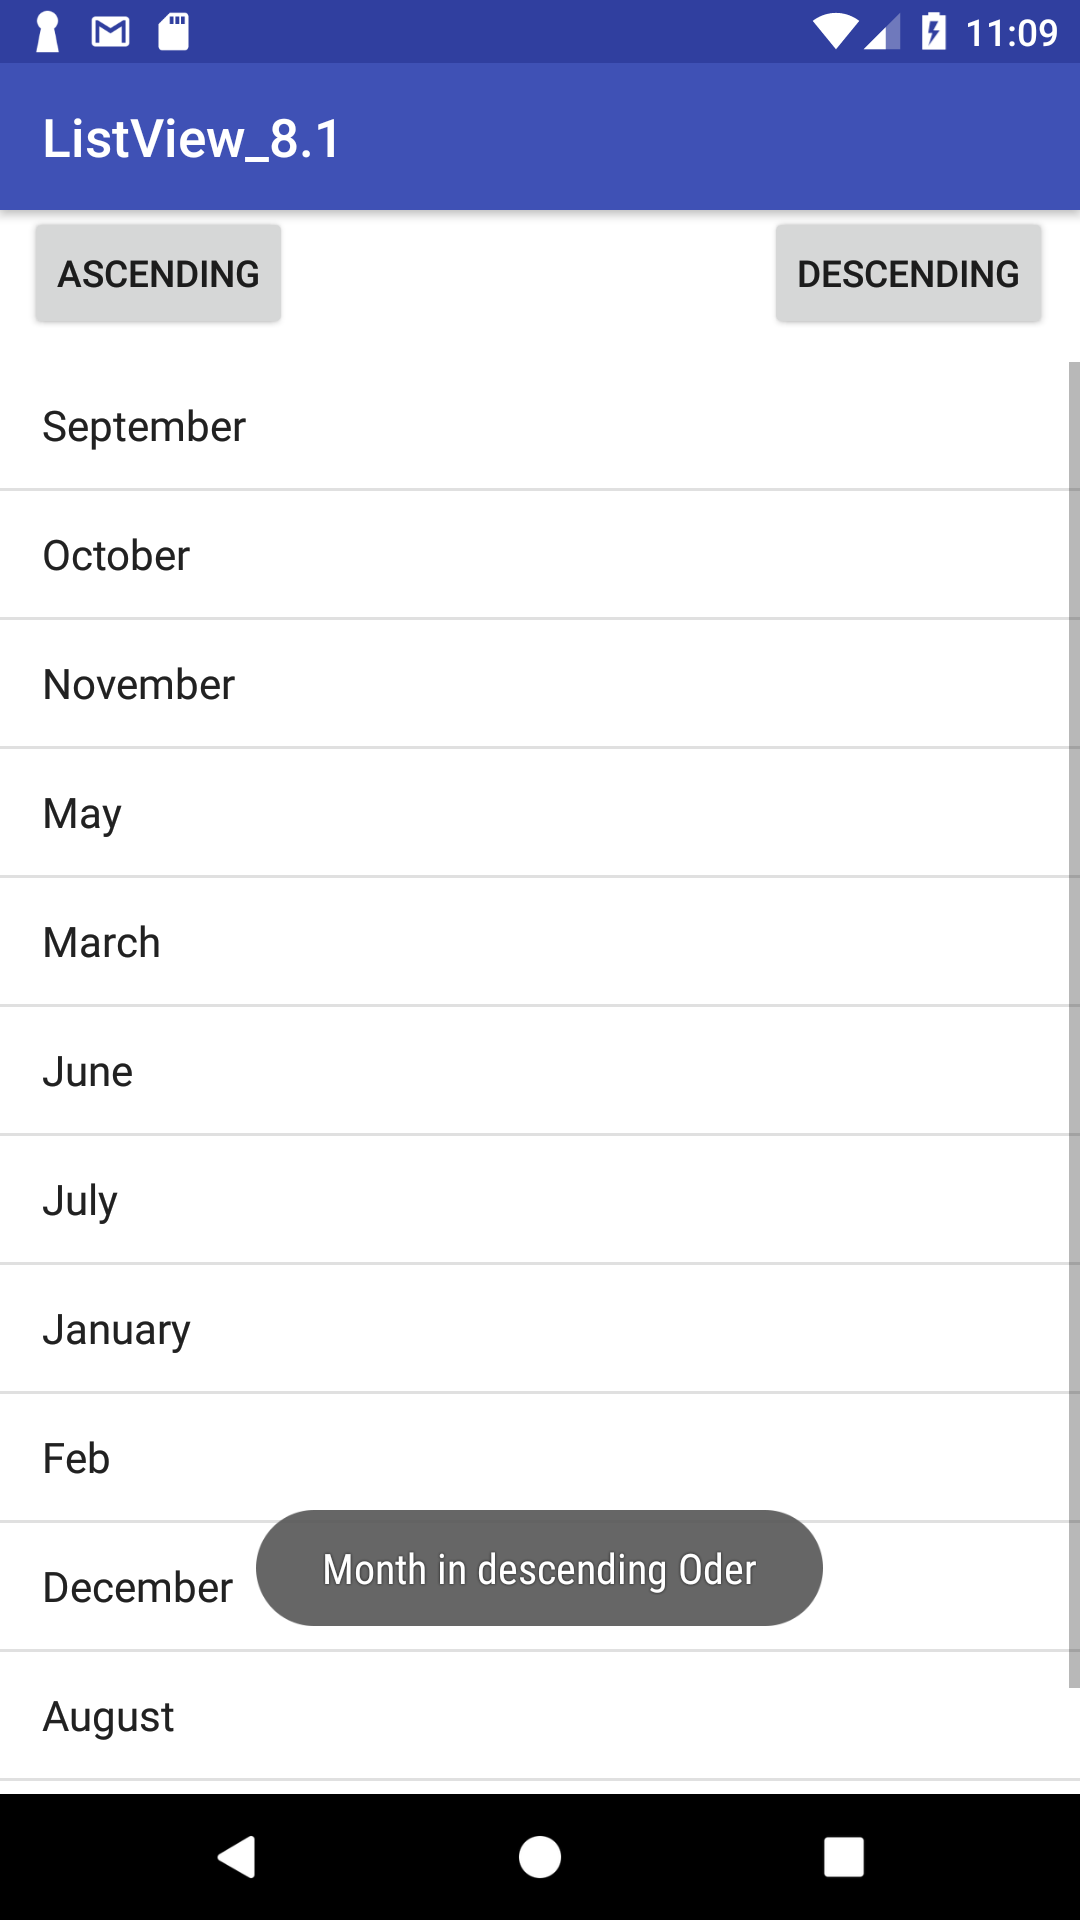 11:09
ListView_8.1
ASCENDING
DESCENDING
September
October
November
May
March
June
July
January
Feb
December
Month in descending Oder
August